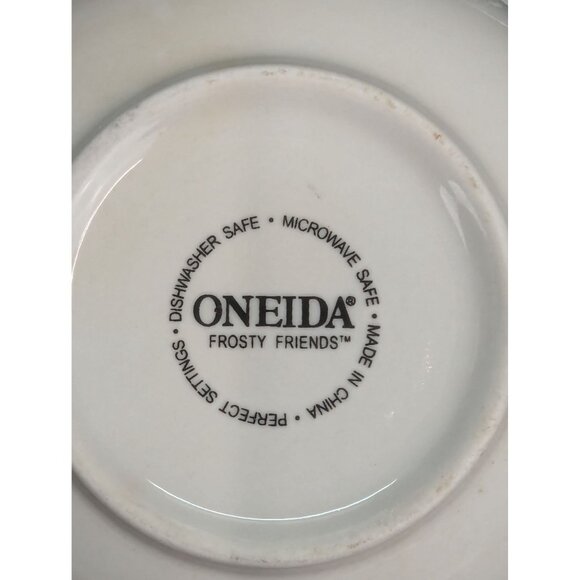 DISHWASHER SAFE • MICROWAVE SAFE • MADE IN CHINA • PERFECT SETTINGS •
ONEIDA®
FROSTY FRIENDS™